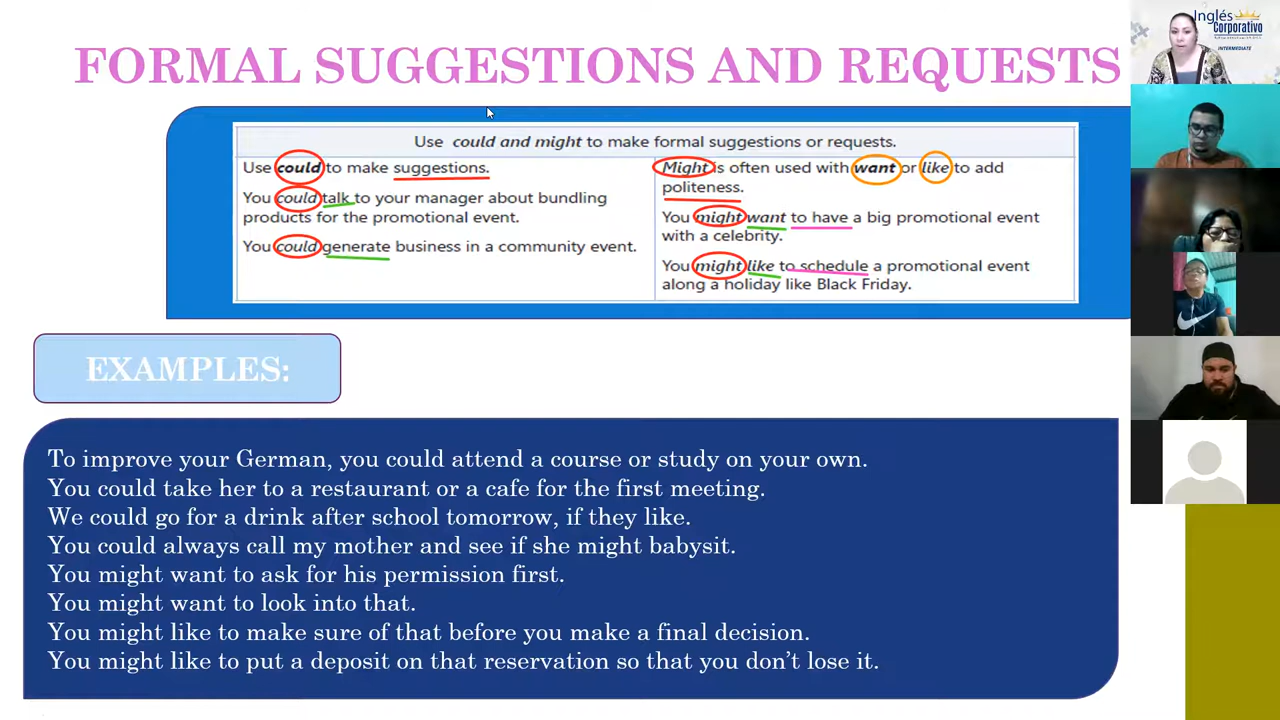 FORMAL SUGGESTIONS AND REQUESTS
Inglés
Corporativo
INTERMEDIATE
Use could and might to make formal suggestions or requests.
Use could to make suggestions.
You could talk to your manager about bundling
products for the promotional event.
You could generate business in a community event.
Might is often used with want or like to add
politeness.
You might want to have a big promotional event
with a celebrity.
You might like to schedule a promotional event
along a holiday like Black Friday.
EXAMPLES:
To improve your German, you could attend a course or study on your own.
You could take her to a restaurant or a cafe for the first meeting.
We could go for a drink after school tomorrow, if they like.
You could always call my mother and see if she might babysit.
You might want to ask for his permission first.
You might want to look into that.
You might like to make sure of that before you make a final decision.
You might like to put a deposit on that reservation so that you don't lose it.